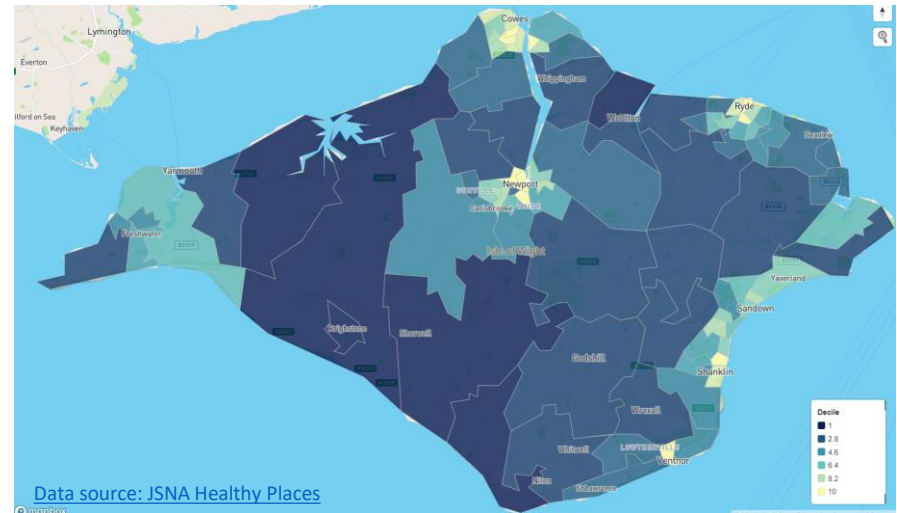 Cowes
Lymington
Everton
ilford on Sea
Keyhaven
Whippingham
Wootton
Ryde
Seaview
Yarmouth
Newport
Carisbrooke
Freshwater
Isle of Wight
Yaverland
Sandown
Brighstone
Shorwell
Godshill
Shanklin
Wroxall
Whitwell
Ventnor
Niton
St Lawrence
Decile
1
2.8
4.6
6.4
8.2
10
Data source: JSNA Healthy Places
mapbox